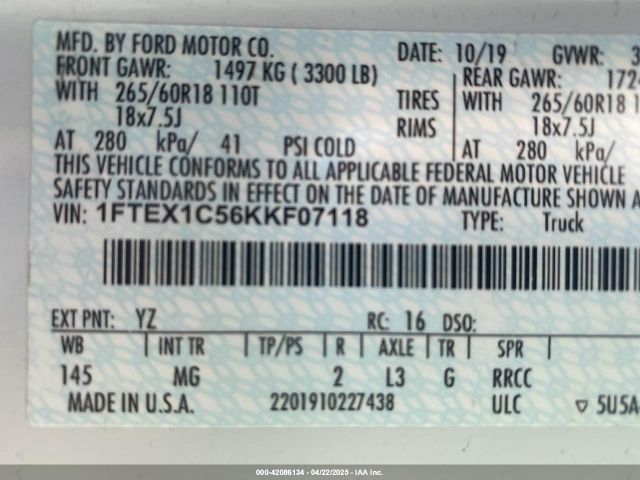 MFD. BY FORD MOTOR CO. DATE: 10/19 GVWR: 3
FRONT GAWR: 1497 KG ( 3300 LB) REAR GAWR: 172
WITH 265/60R18 110T TIRES WITH 265/60R18 1
18x7.5J RIMS 18x7.5J
AT 280 kPa/ 41 PSI COLD AT 280 kPa/
THIS VEHICLE CONFORMS TO ALL APPLICABLE FEDERAL MOTOR VEHICLE
SAFETY STANDARDS IN EFFECT ON THE DATE OF MANUFACTURE SHOWN A
VIN: 1FTEX1C56KKF07118 TYPE: Truck
EXT PNT: YZ RC: 16 DSO:
WB INT TR TP/PS R AXLE TR SPR
145 MG 2 L3 G RRCC
MADE IN U.S.A. 2201910227438 ULC ▽ 5U5A-
000-42086134 - 04/22/2025 - IAA Inc.